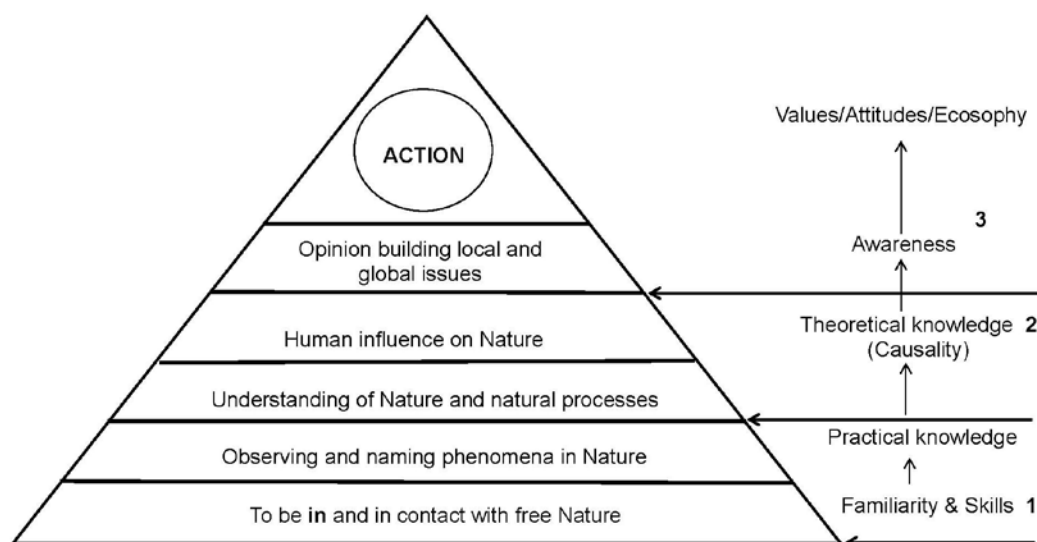 ACTION
Opinion building local and
global issues
Human influence on Nature
Understanding of Nature and natural processes
Observing and naming phenomena in Nature
To be in and in contact with free Nature
Values/Attitudes/Ecosophy
3
Awareness
Theoretical knowledge 2
(Causality)
Practical knowledge
Familiarity & Skills 1